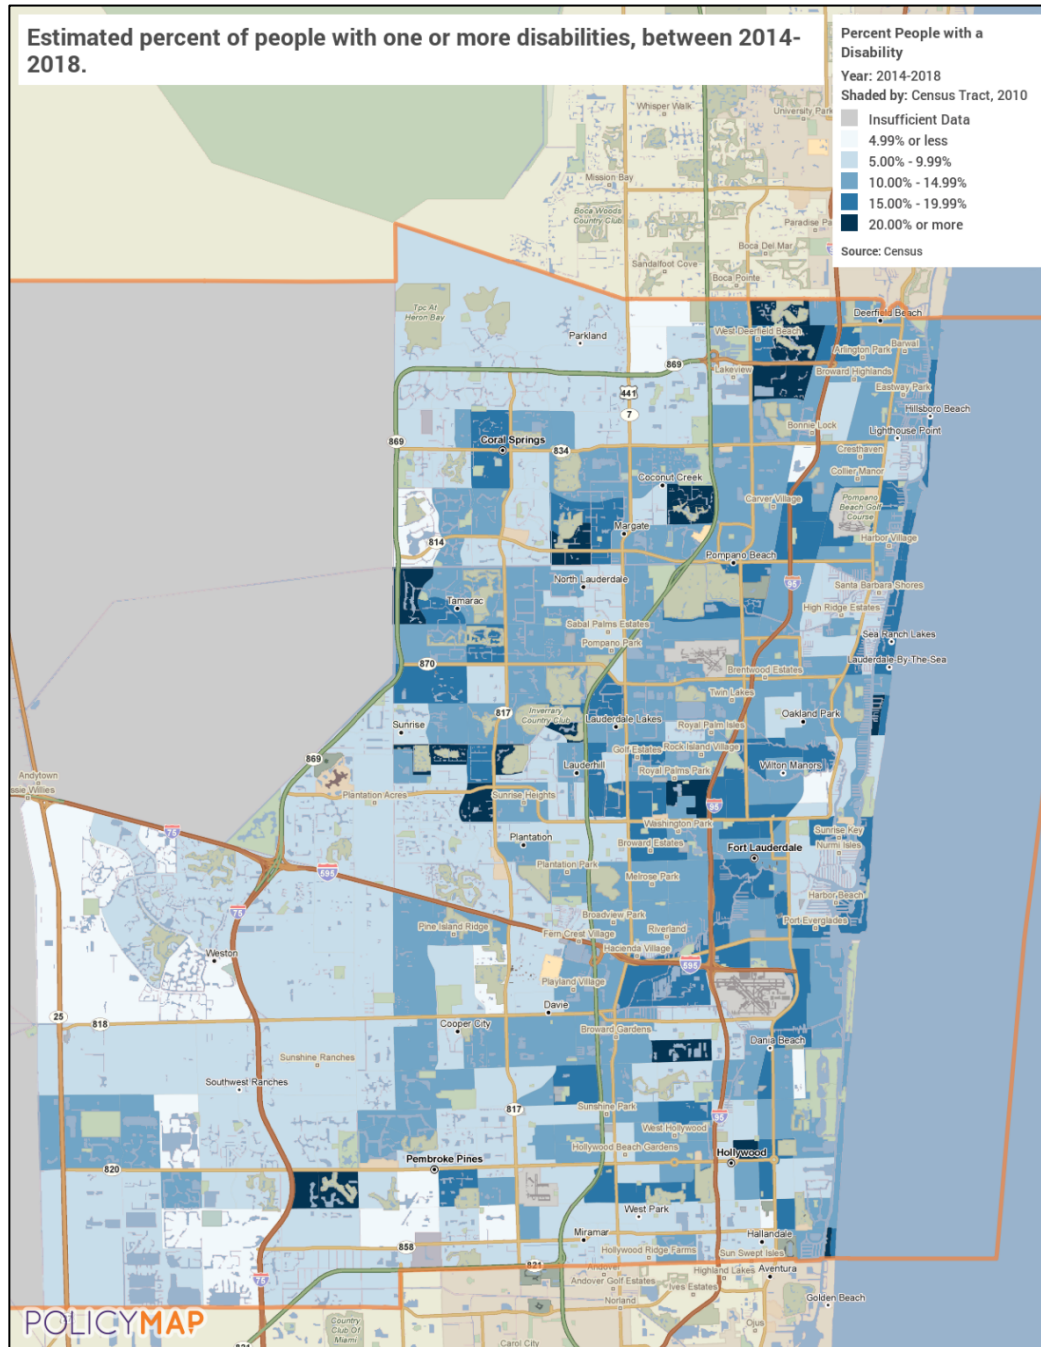 Estimated percent of people with one or more disabilities, between 2014-
2018.
Percent People with a
Disability
Year: 2014-2018
Shaded by: Census Tract, 2010
Insufficient Data
4.99% or less
5.00% - 9.99%
10.00% - 14.99%
15.00% - 19.99%
20.00% or more
Source: Census
Whisper Walk
University Park
Mission Bay
Boca Woods
Country Club
Paradise Pa
Boca Del Mar
Sandalfoot Cove
Boca Pointe
Tpc At
Heron Bay
Deerfield Beach
West Deerfield Beach
Parkland
Barwal
Arlington Park
869
Lakeview
Broward Highlands
Eastway Park
441
7
Hillsboro Beach
Bonnie Lock
Lighthouse Point
869
Coral Springs
834
Cresthaven
Collier Manor
Coconut Creek
Carver Village
Pompano
Beach Golf
Course
Margate
Harbor Village
814
Pompano Beach
North Lauderdale
95
Santa Barbara Shores
Tamarac
High Ridge Estates
Sabal Palms Estates
Sea Ranch Lakes
Pompano Park
Lauderdale-By-The-Sea
870
Brentwood Estates
Twin Lakes
817
Inverrary
Country Club
Lauderdale Lakes
Oakland Park
Sunrise
Royal Palm Isles
Golf Estates
Rock Island Village
869
Lauderhill
Royal Palms Park
Wilton Manors
Andytown
ssie Willies
Plantation Acres
Sunrise Heights
95
75
Washington Park
Sunrise Key
Plantation
Broward Estates
Fort Lauderdale
Nurmi Isles
595
Plantation Park
Melrose Park
Harbor Beach
75
Broadview Park
Port Everglades
Pine Island Ridge
Fern Crest Village
Riverland
Weston
Hacienda Village
595
Playland Village
25
818
Davie
Cooper City
Broward Gardens
Dania Beach
Sunshine Ranches
Southwest Ranches
817
Sunshine Park
95
West Hollywood
Hollywood Beach Gardens
820
Pembroke Pines
Hollywood
West Park
Miramar
Hallandale
858
Hollywood Ridge Farms
Sun Swept Isles
821
Andover
Highland Lakes
Aventura
75
Andover Golf Estates
Ives Estates
Norland
Golden Beach
POLICYMAP
Country
Club Of
Miami
Ojus
Carol City